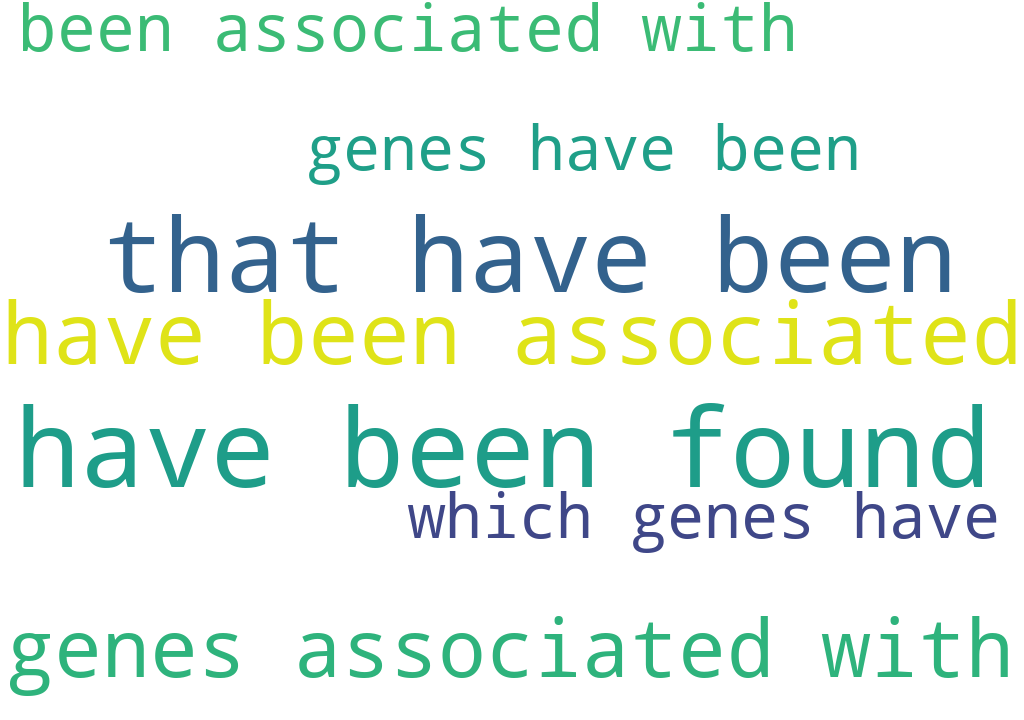 been associated with
genes have been
that have been
have been associated
have been found
which genes have
genes associated with